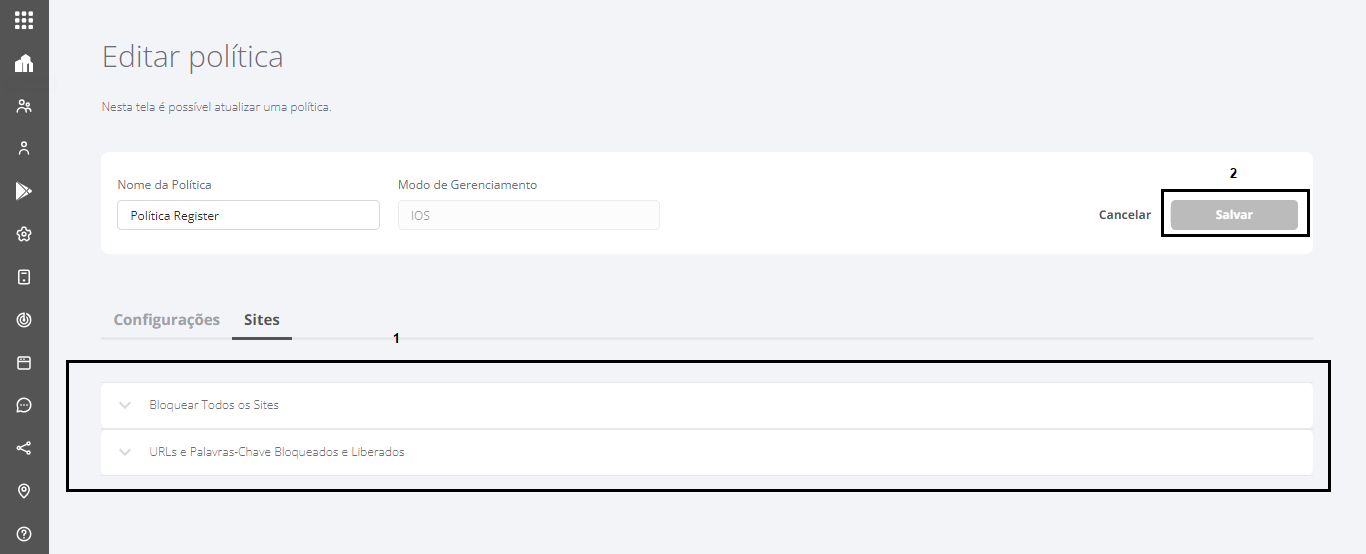 Editar política
Nesta tela é possível atualizar uma política.
Nome da Política
Modo de Gerenciamento
2
Política Register
IOS
Cancelar
Salvar
Configurações
Sites
1
Bloquear Todos os Sites
URLs e Palavras-Chave Bloqueados e Liberados